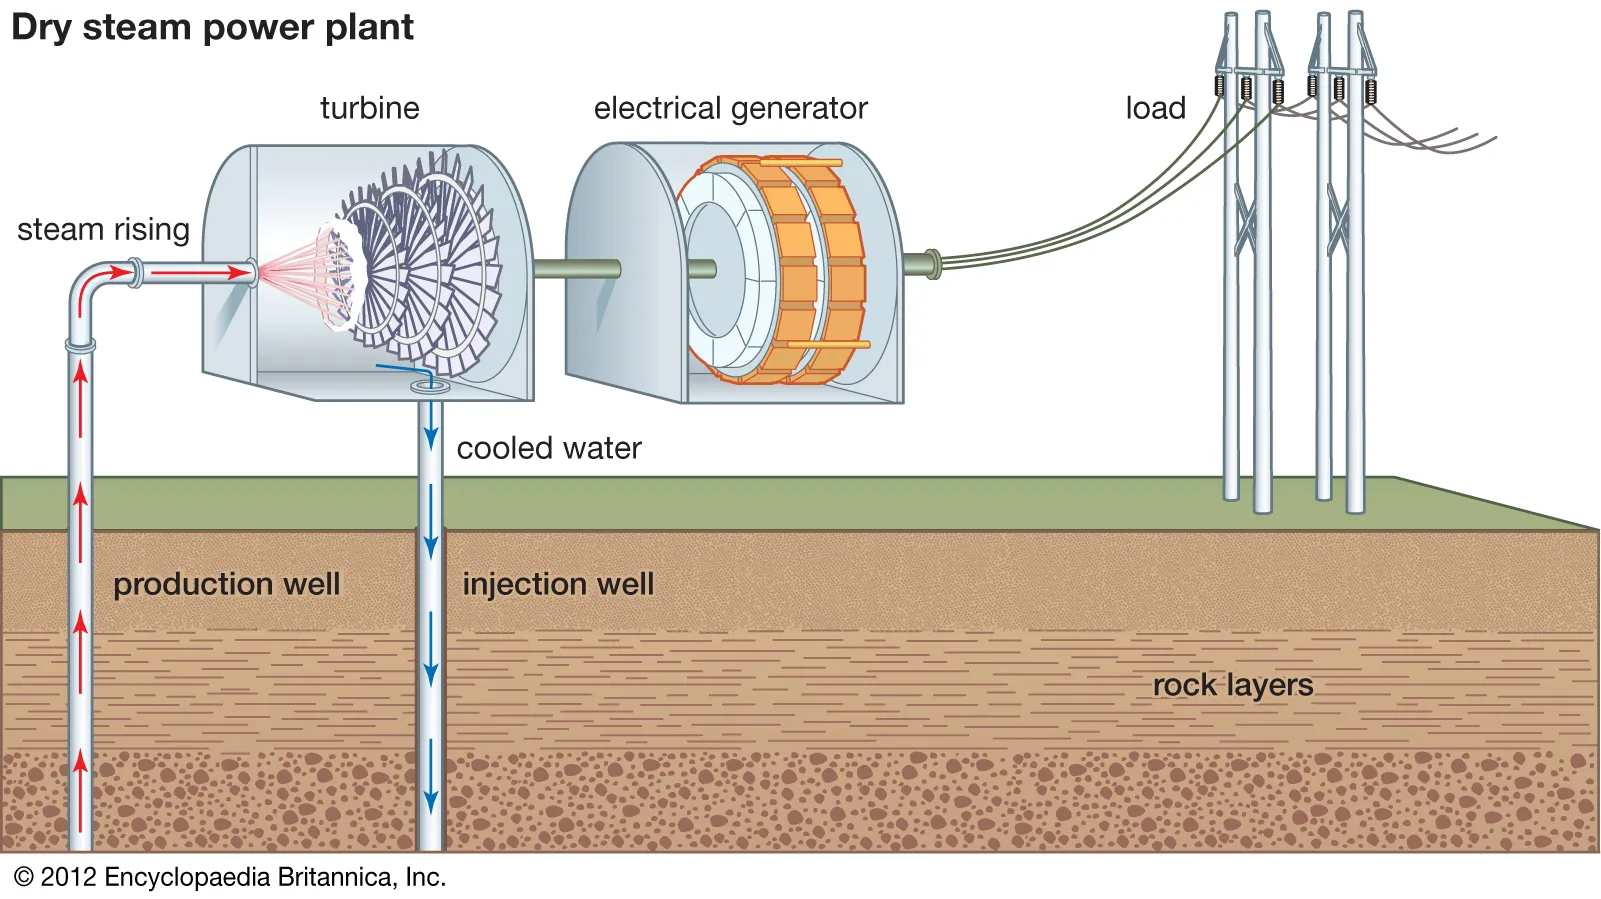 Dry steam power plant
turbine
electrical generator
load
steam rising
cooled water
production well
injection well
rock layers
© 2012 Encyclopaedia Britannica, Inc.